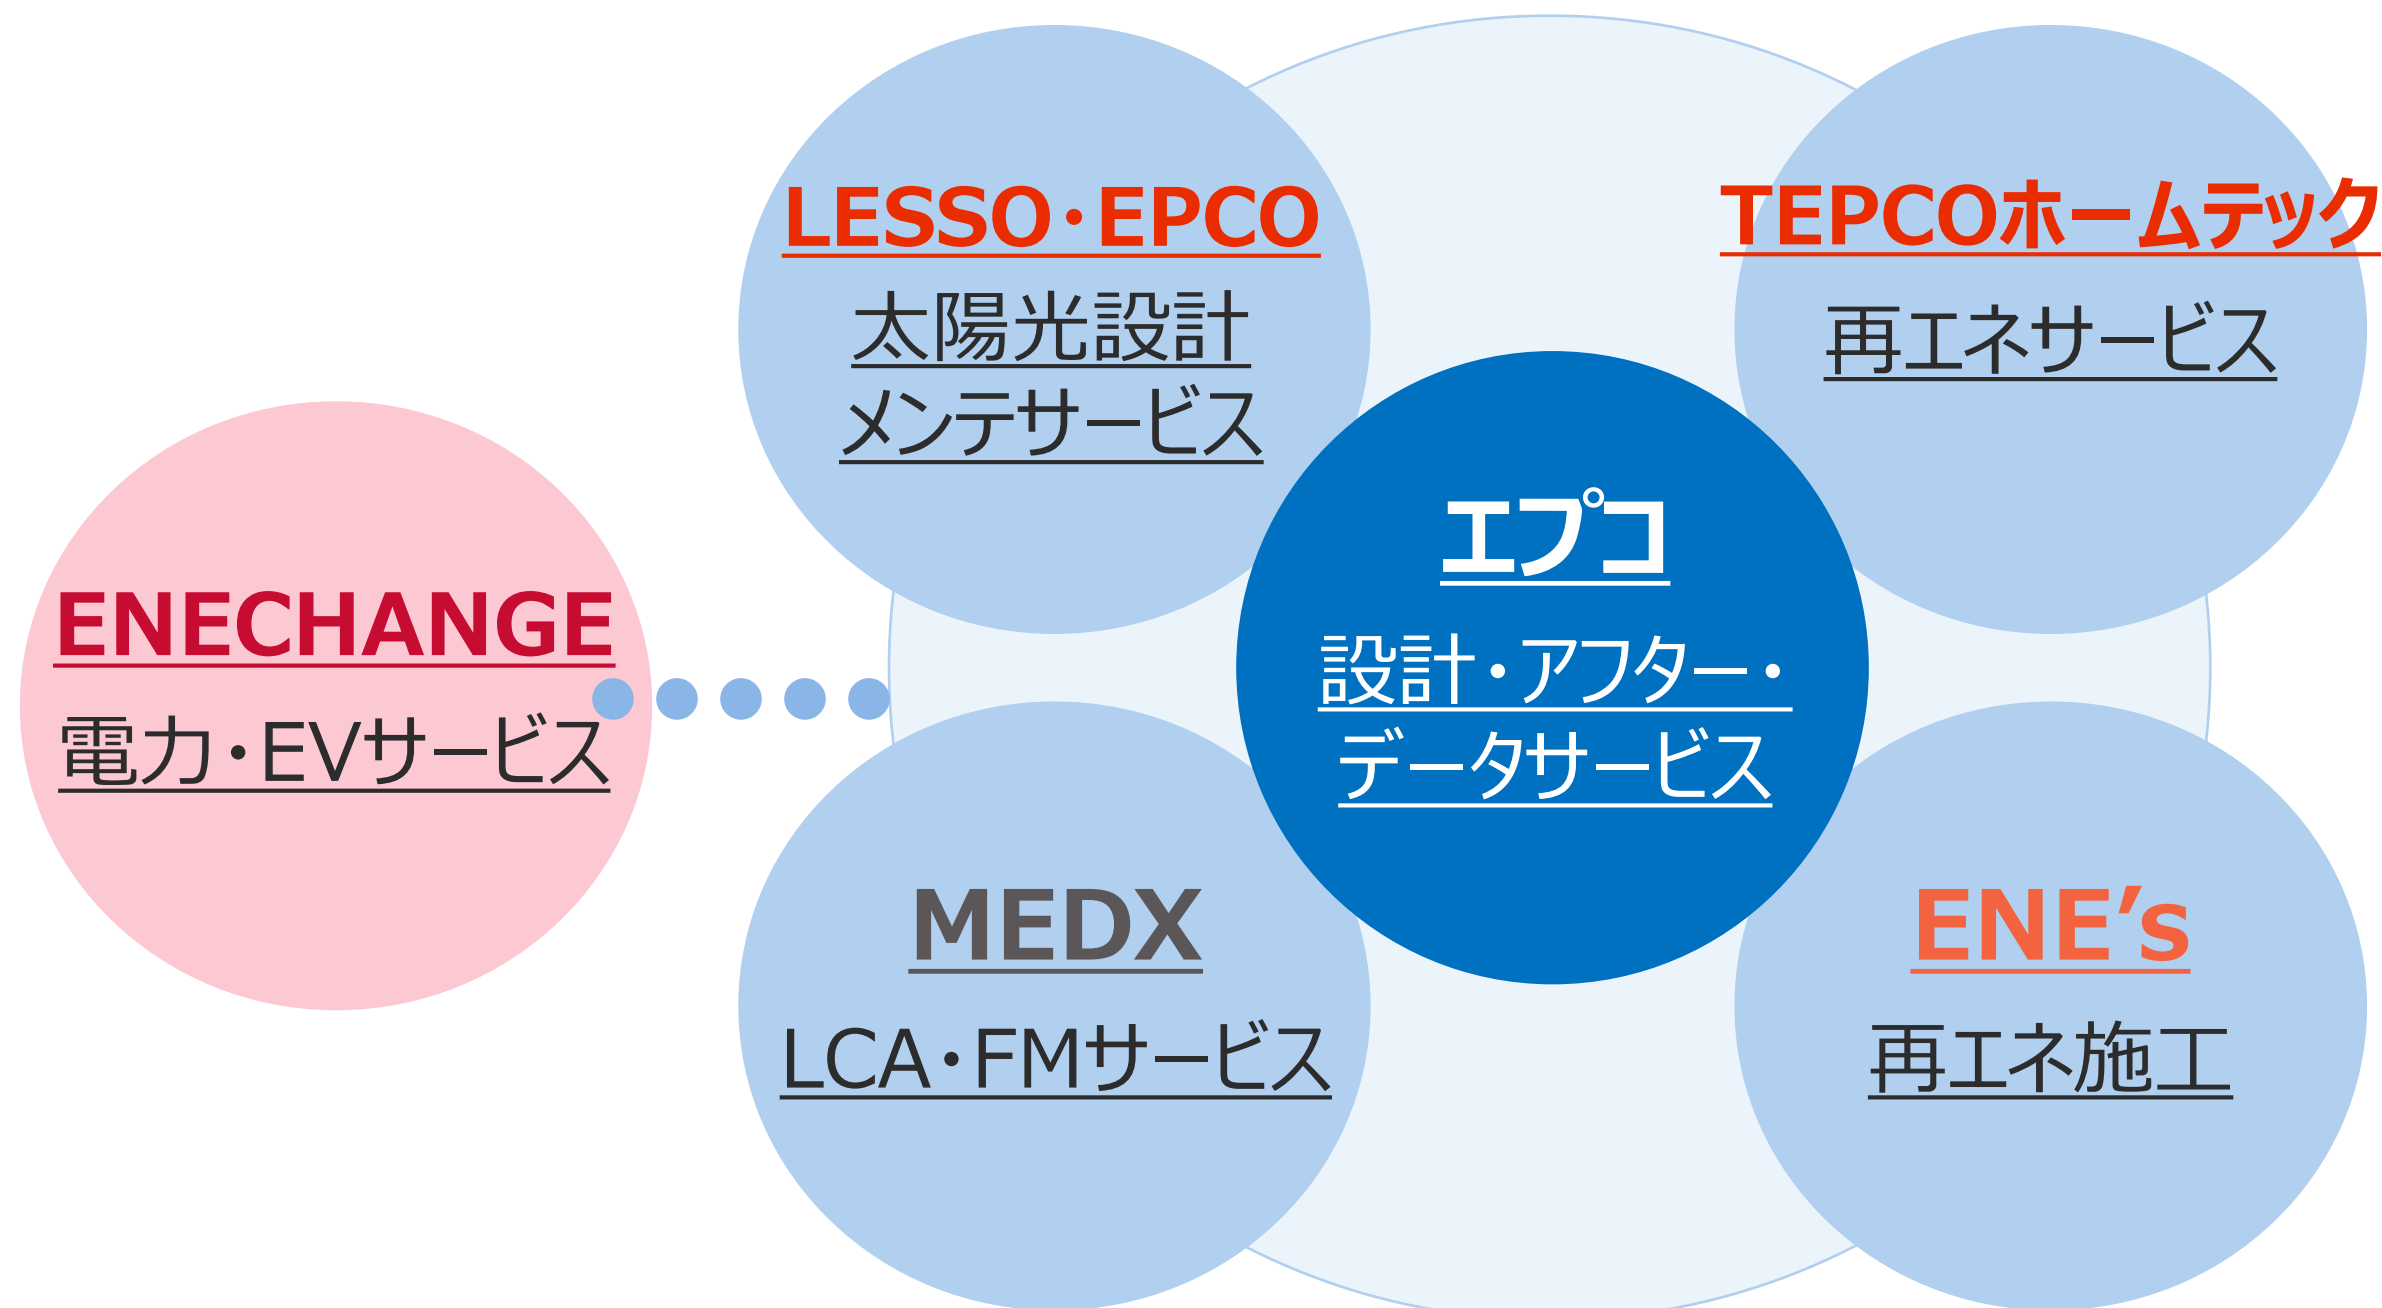 LESSO・EPCO
太陽光設計
メンテサービス
TEPCOホームテック
再エネサービス
エプコ
設計・アフター・
データサービス
ENECHANGE
電力・EVサービス
MEDX
LCA・FMサービス
ENE’s
再エネ施工